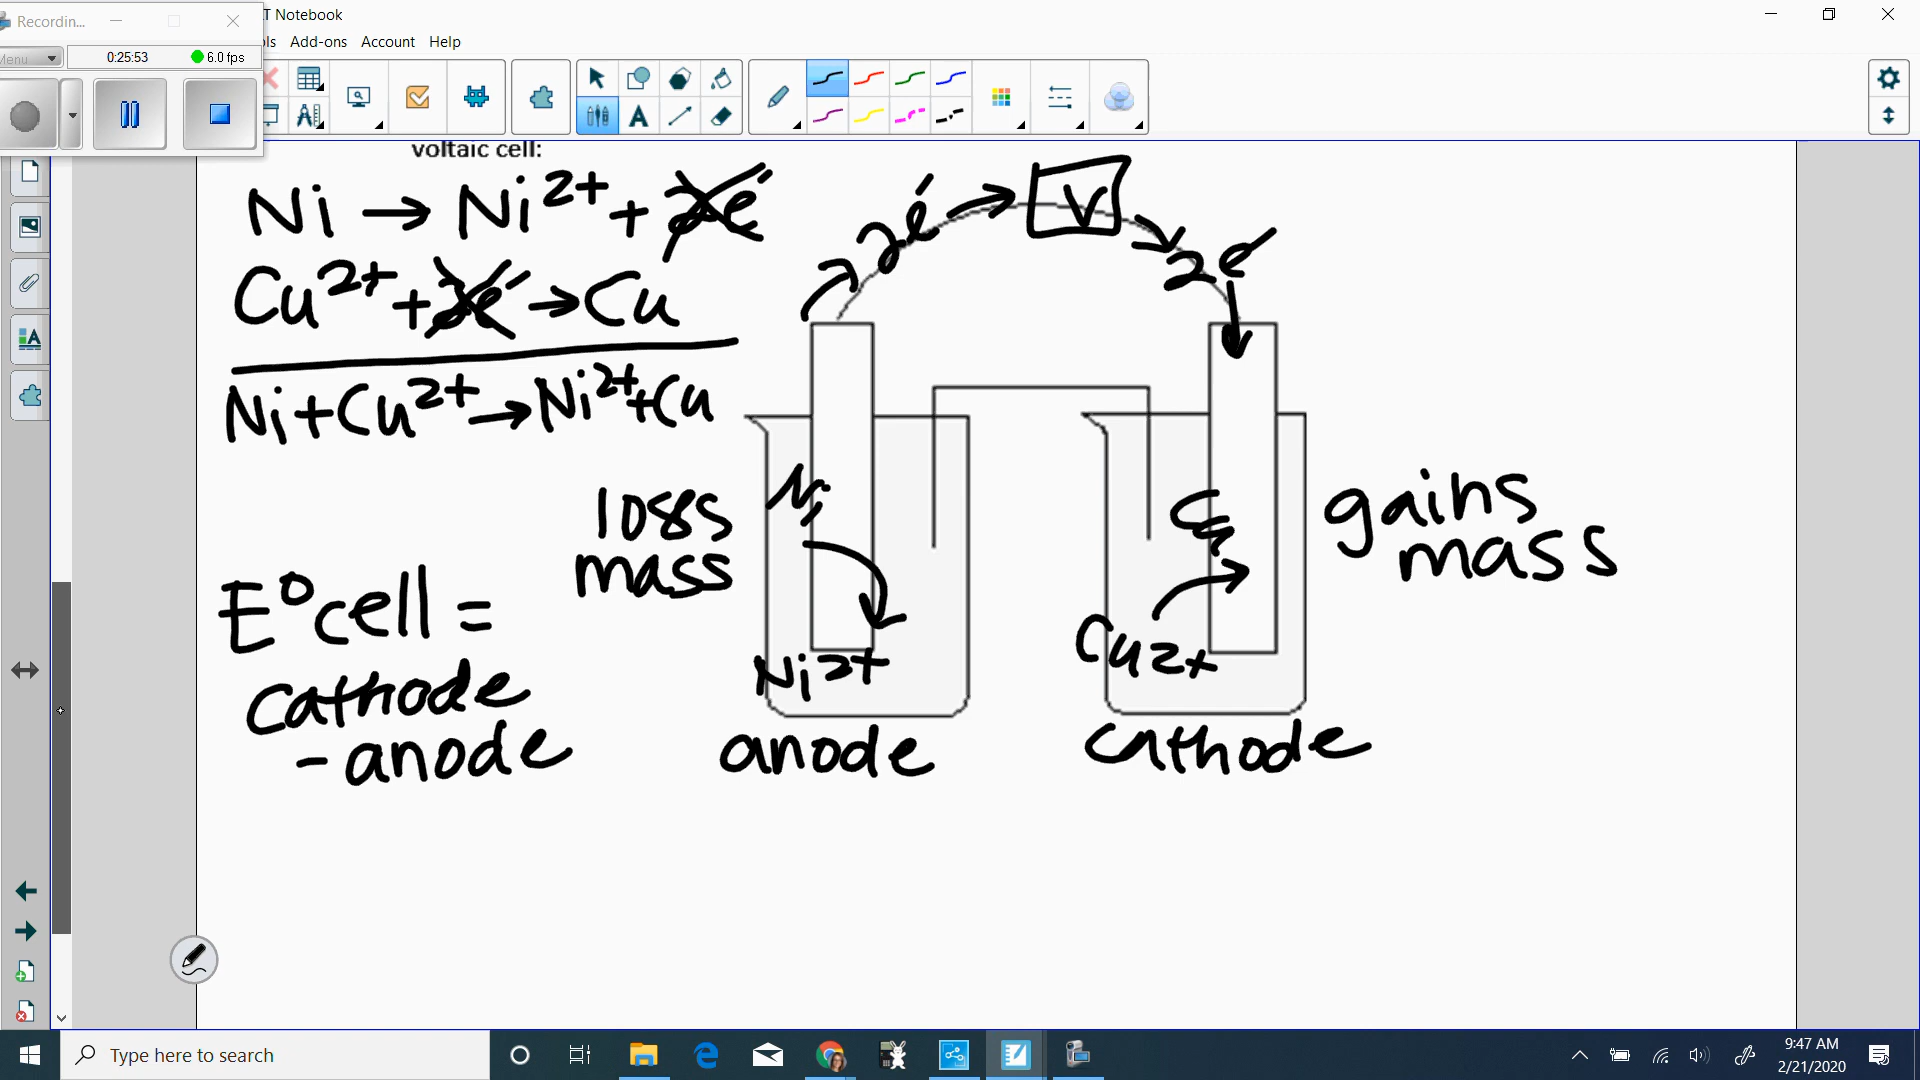 Recordin...
T Notebook
Menu
0:25:53
6.0 fps
ols Add-ons Account Help
voltaic cell:
Ni → Ni²⁺ + 2e⁻
Cu²⁺ + 2e⁻ → Cu
Ni + Cu²⁺ → Ni²⁺ + Cu
2e⁻ → V
2e⁻
Ni
Cu
loss
mass
gains
mass
Ni2+
Cu2+
anode
cathode
E°cell =
cathode
- anode
Type here to search
9:47 AM
2/21/2020